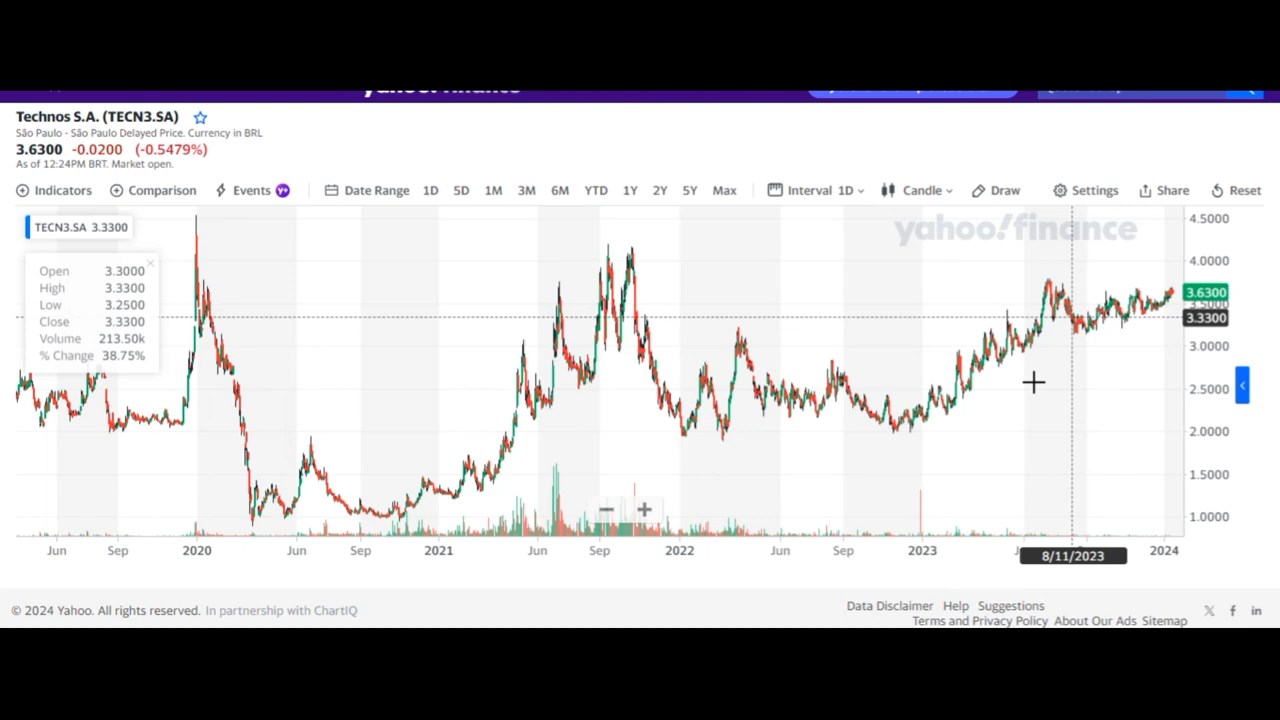 yahoo! finance
Technos S.A. (TECN3.SA)
São Paulo - São Paulo Delayed Price. Currency in BRL
3.6300 -0.0200 (-0.5479%)
As of 12:24PM BRT. Market open.
Indicators Comparison Events Y+ Date Range 1D 5D 1M 3M 6M YTD 1Y 2Y 5Y Max Interval 1D Candle Draw Settings Share Reset
TECN3.SA 3.3300
yahoo!finance
Open 3.3000
High 3.3300
Low 3.2500
Close 3.3300
Volume 213.50k
% Change 38.75%
4.5000
4.0000
3.6300
3.5000
3.3300
3.0000
2.5000
2.0000
1.5000
1.0000
Jun Sep 2020 Jun Sep 2021 Jun Sep 2022 Jun Sep 2023 2024
8/11/2023
© 2024 Yahoo. All rights reserved. In partnership with ChartIQ
Data Disclaimer Help Suggestions
Terms and Privacy Policy About Our Ads Sitemap